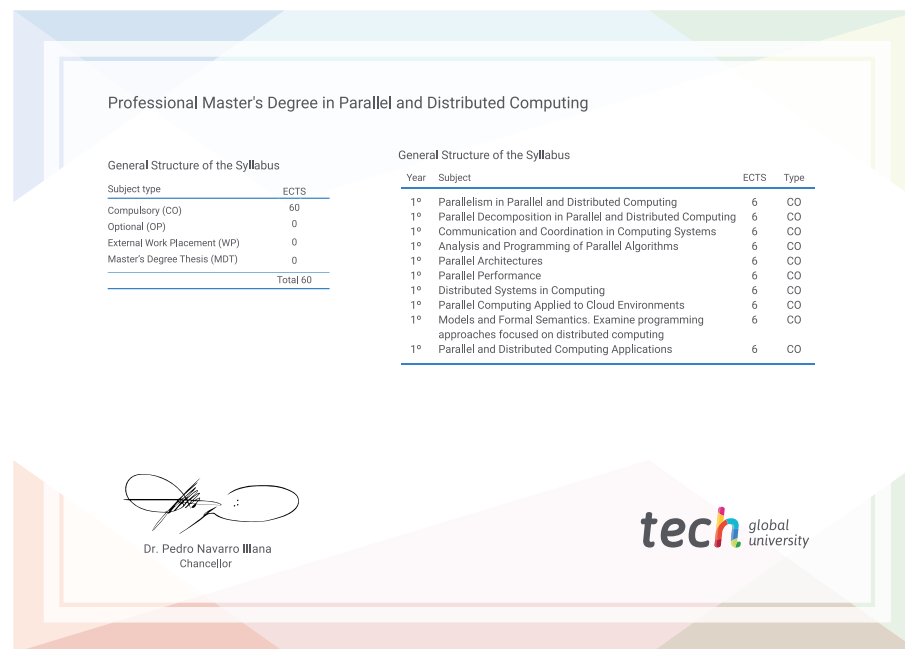 Professional Master's Degree in Parallel and Distributed Computing
General Structure of the Syllabus
Subject type ECTS
Compulsory (CO) 60
Optional (OP) 0
External Work Placement (WP) 0
Master's Degree Thesis (MDT) 0
Total 60
General Structure of the Syllabus
Year Subject ECTS Type
1º Parallelism in Parallel and Distributed Computing 6 CO
1º Parallel Decomposition in Parallel and Distributed Computing 6 CO
1º Communication and Coordination in Computing Systems 6 CO
1º Analysis and Programming of Parallel Algorithms 6 CO
1º Parallel Architectures 6 CO
1º Parallel Performance 6 CO
1º Distributed Systems in Computing 6 CO
1º Parallel Computing Applied to Cloud Environments 6 CO
1º Models and Formal Semantics. Examine programming 6 CO
approaches focused on distributed computing
1º Parallel and Distributed Computing Applications 6 CO
Dr. Pedro Navarro Illana
Chancellor
tech global
university